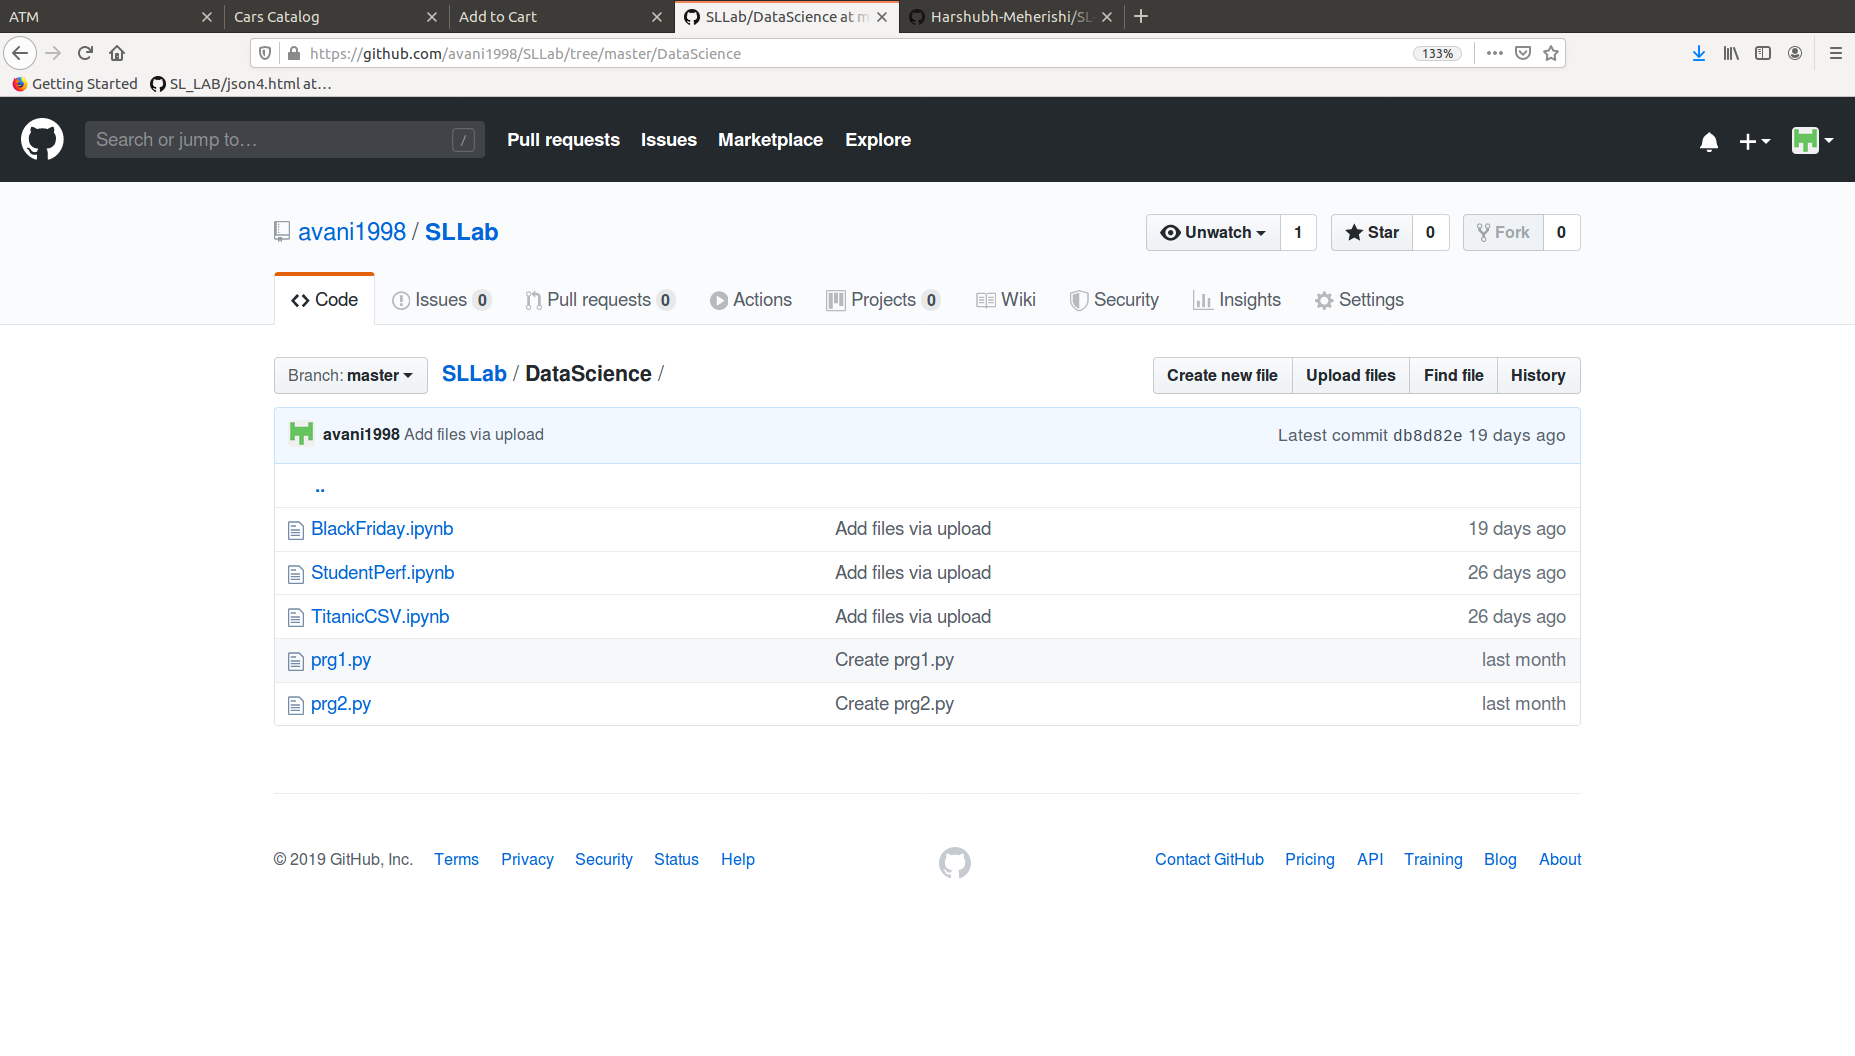 ATM Cars Catalog Add to Cart SLLab/DataScience at m Harshubh-Meherishi/SL-
https://github.com/avani1998/SLLab/tree/master/DataScience 133%
Getting Started SL_LAB/json4.html at...
Search or jump to... / Pull requests Issues Marketplace Explore
avani1998 / SLLab Unwatch 1 Star 0 Fork 0
Code Issues 0 Pull requests 0 Actions Projects 0 Wiki Security Insights Settings
Branch: master SLLab / DataScience / Create new file Upload files Find file History
avani1998 Add files via upload Latest commit db8d82e 19 days ago
..
BlackFriday.ipynb Add files via upload 19 days ago
StudentPerf.ipynb Add files via upload 26 days ago
TitanicCSV.ipynb Add files via upload 26 days ago
prg1.py Create prg1.py last month
prg2.py Create prg2.py last month
© 2019 GitHub, Inc. Terms Privacy Security Status Help Contact GitHub Pricing API Training Blog About